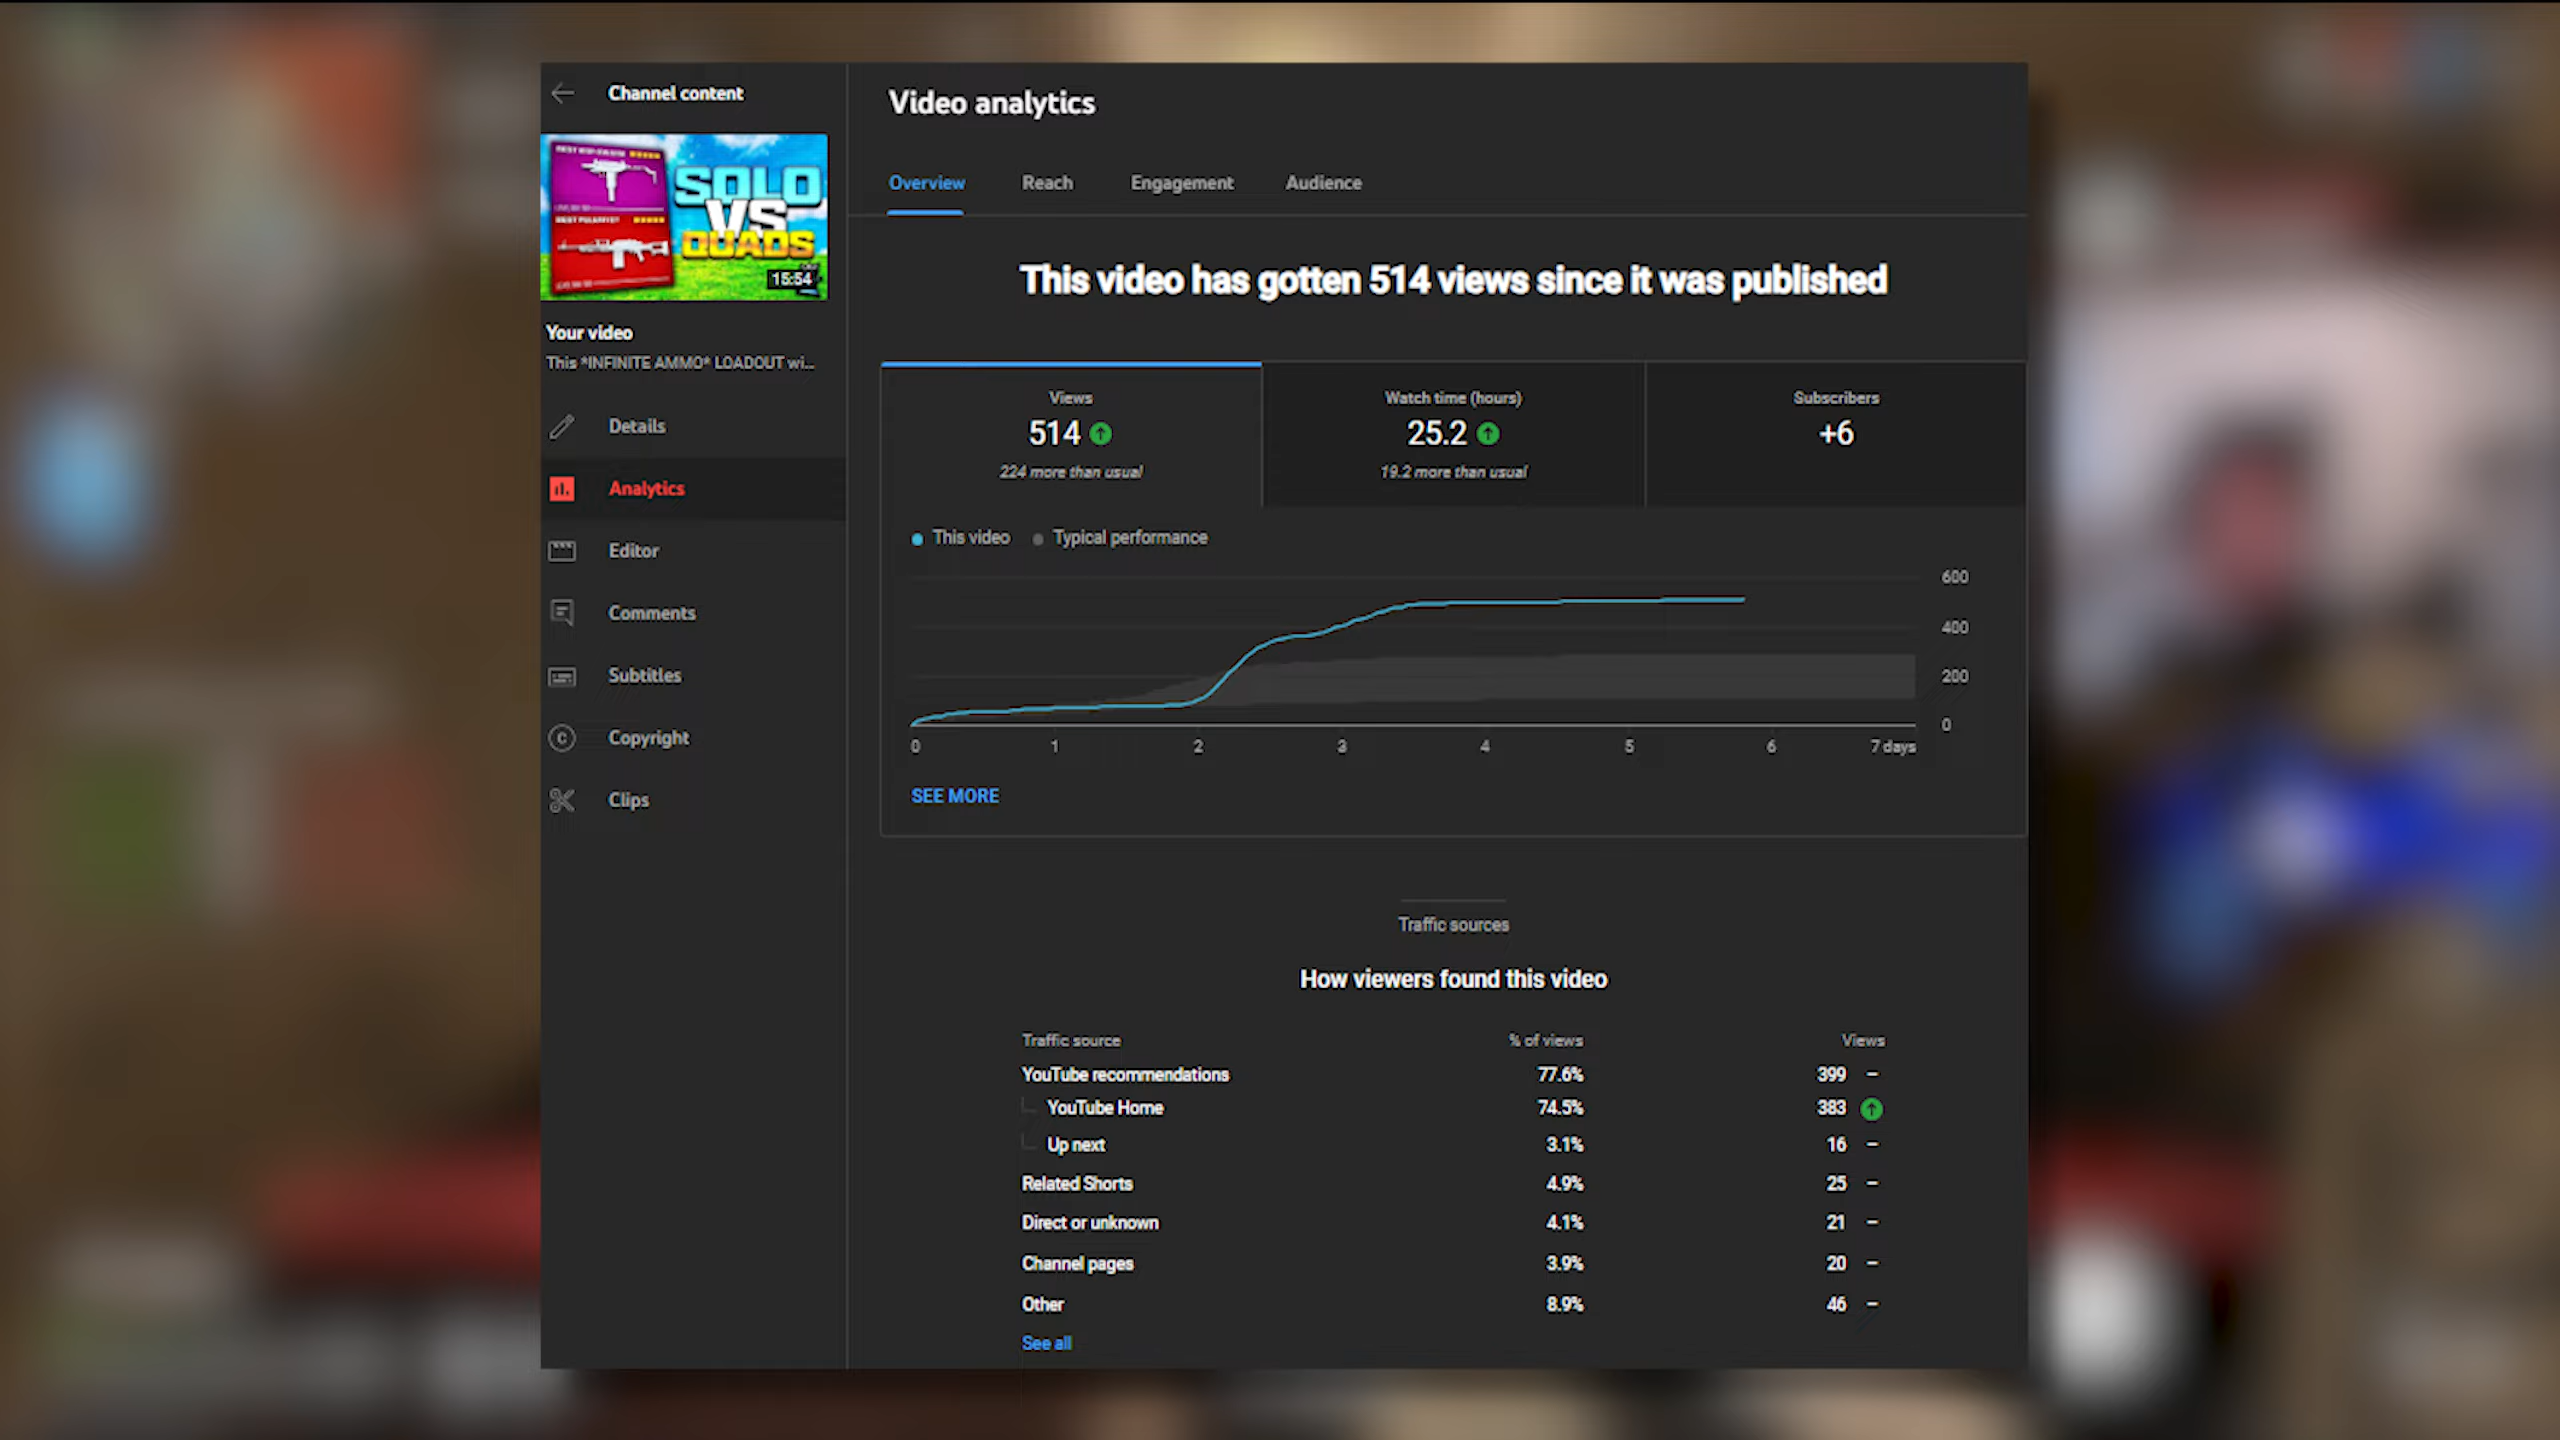 Channel content
SOLO
VS
QUADS
15:54
Your video
This *INFINITE AMMO* LOADOUT wi...
Details
Analytics
Editor
Comments
Subtitles
Copyright
Clips
Video analytics
Overview Reach Engagement Audience
This video has gotten 514 views since it was published
Views
514
224 more than usual
Watch time (hours)
25.2
19.2 more than usual
Subscribers
+6
This video Typical performance
600
400
200
0
0 1 2 3 4 5 6 7 days
SEE MORE
Traffic sources
How viewers found this video
Traffic source % of views Views
YouTube recommendations 77.6% 399 –
YouTube Home 74.5% 383
Up next 3.1% 16 –
Related Shorts 4.9% 25 –
Direct or unknown 4.1% 21 –
Channel pages 3.9% 20 –
Other 8.9% 46 –
See all